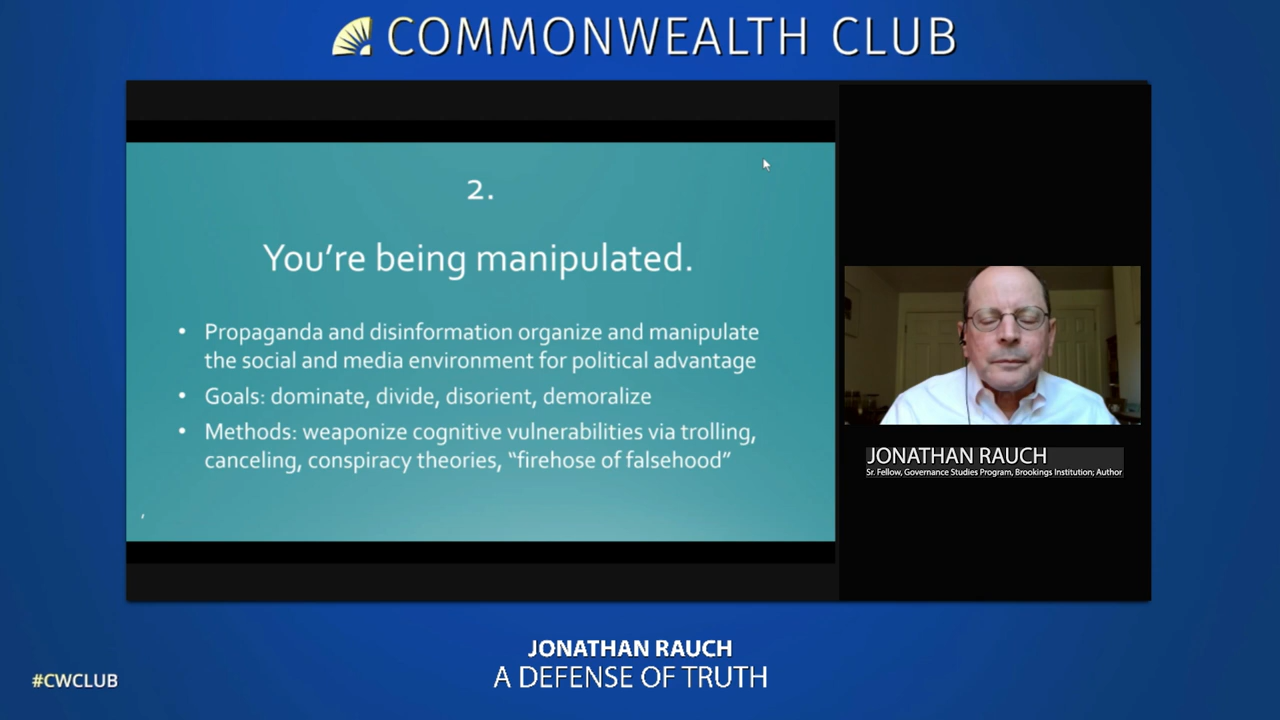 COMMONWEALTH CLUB
2.
You’re being manipulated.
• Propaganda and disinformation organize and manipulate
the social and media environment for political advantage
• Goals: dominate, divide, disorient, demoralize
• Methods: weaponize cognitive vulnerabilities via trolling,
canceling, conspiracy theories, “firehose of falsehood”
JONATHAN RAUCH
Sr. Fellow, Governance Studies Program, Brookings Institution; Author
JONATHAN RAUCH
A DEFENSE OF TRUTH
#CWCLUB